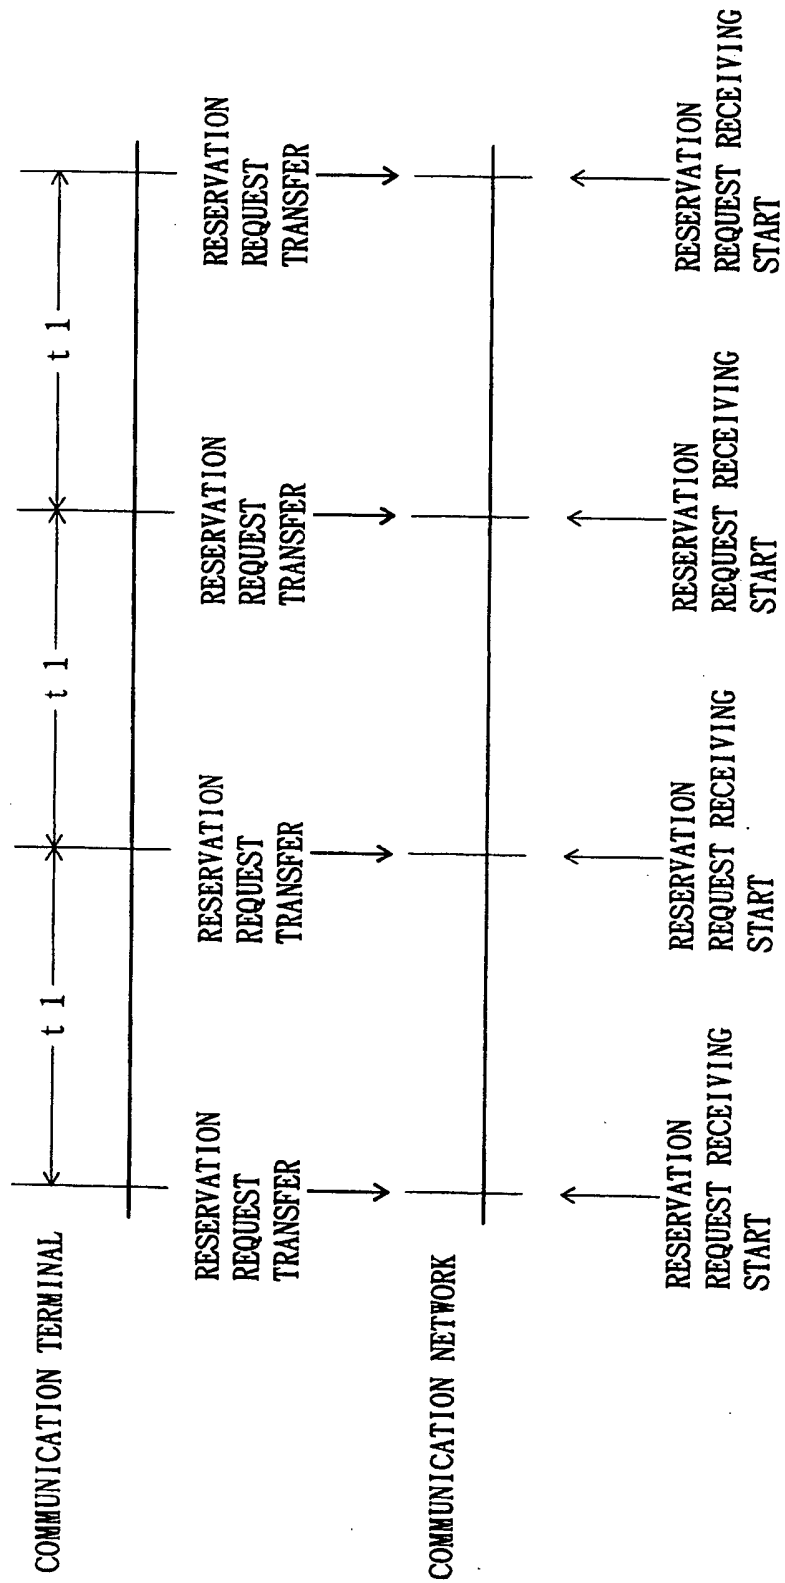 COMMUNICATION TERMINAL
t 1
t 1
t 1
RESERVATION
REQUEST
TRANSFER
RESERVATION
REQUEST
TRANSFER
RESERVATION
REQUEST
TRANSFER
RESERVATION
REQUEST
TRANSFER
COMMUNICATION NETWORK
RESERVATION
REQUEST RECEIVING
START
RESERVATION
REQUEST RECEIVING
START
RESERVATION
REQUEST RECEIVING
START
RESERVATION
REQUEST RECEIVING
START